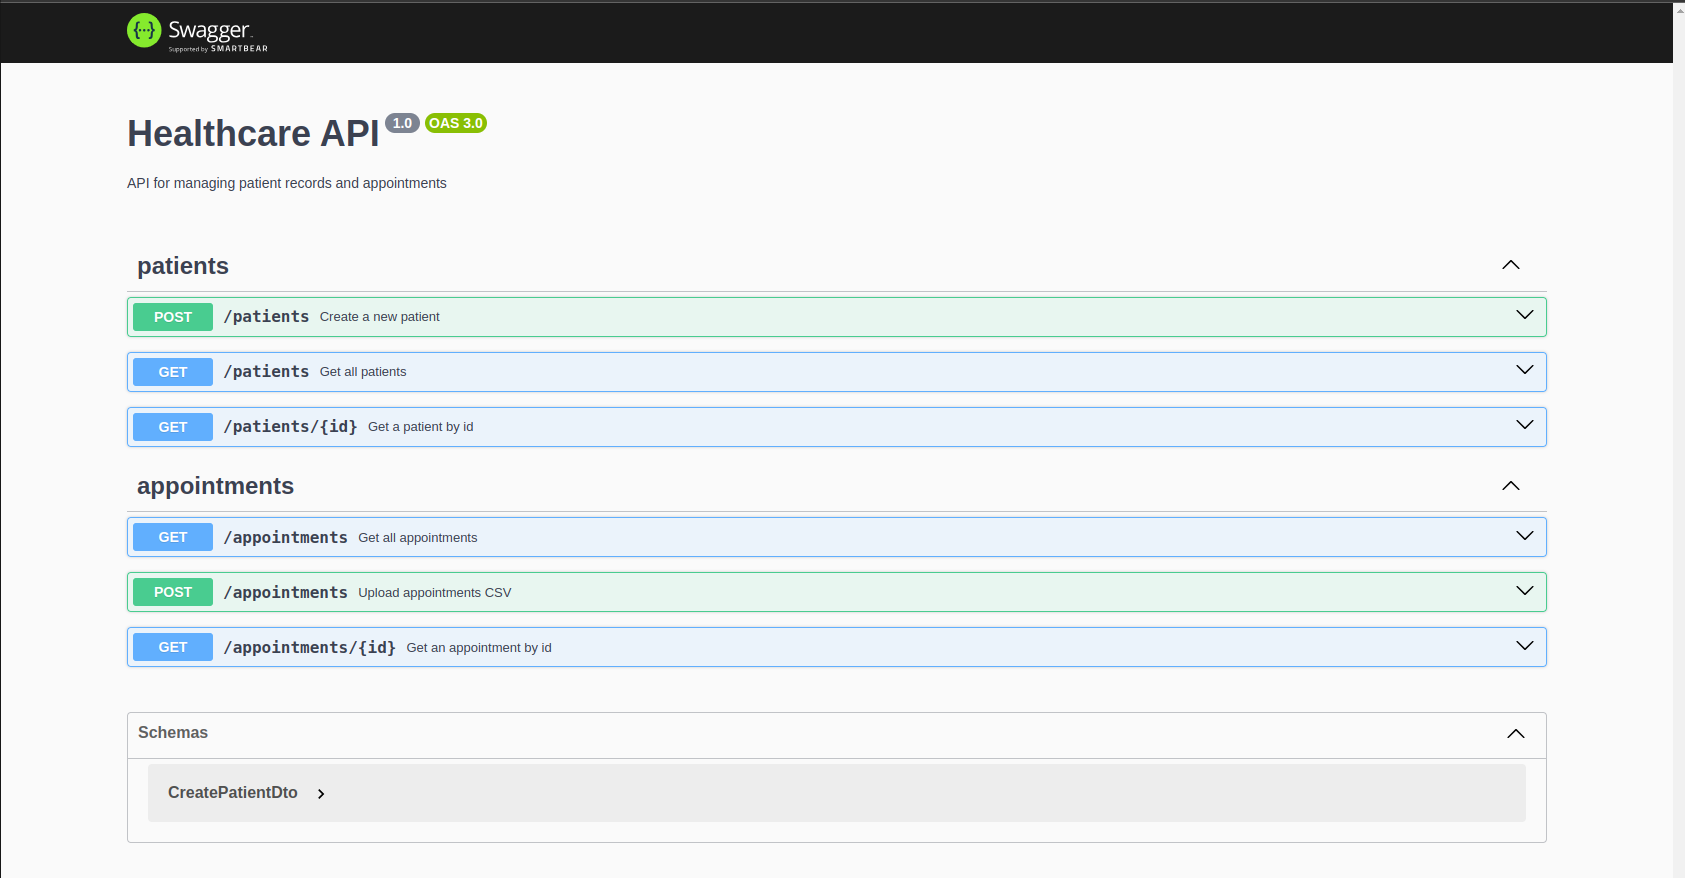 Swagger
Supported by SMARTBEAR
Healthcare API 1.0 OAS 3.0
API for managing patient records and appointments
patients
POST /patients Create a new patient
GET /patients Get all patients
GET /patients/{id} Get a patient by id
appointments
GET /appointments Get all appointments
POST /appointments Upload appointments CSV
GET /appointments/{id} Get an appointment by id
Schemas
CreatePatientDto